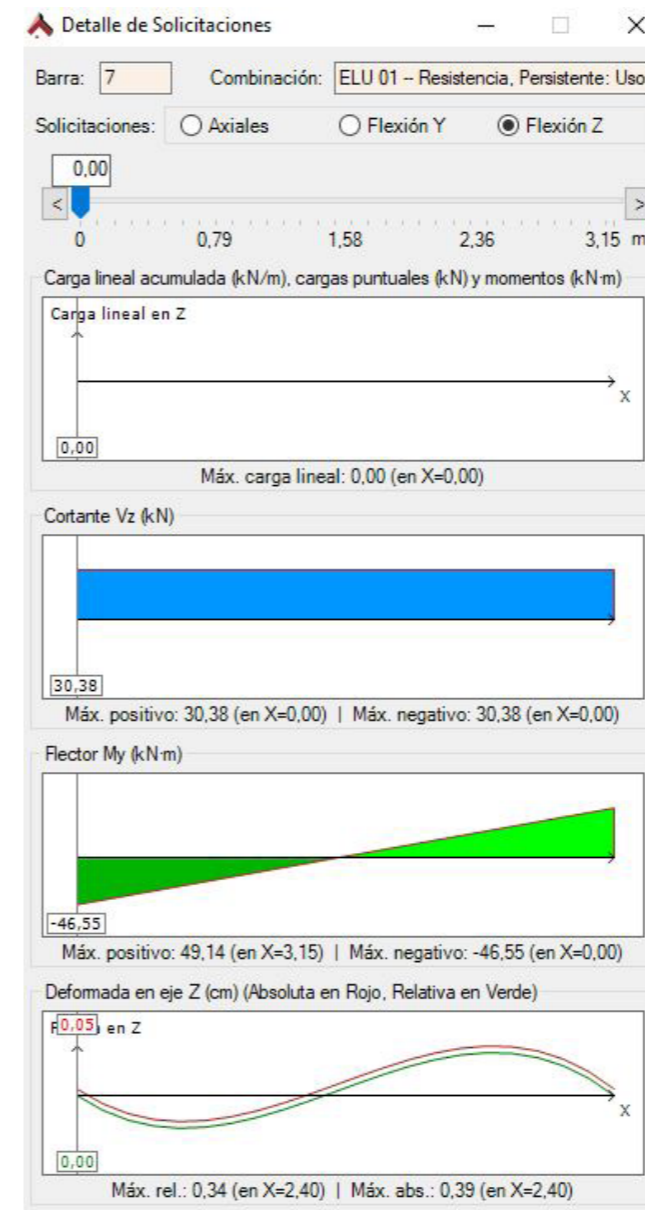 Detalle de Solicitaciones
Barra: 7 Combinación: ELU 01 -- Resistencia, Persistente: Uso
Solicitaciones: Axiales Flexión Y Flexión Z
0,00
< >
0 0,79 1,58 2,36 3,15 m
Carga lineal acumulada (kN/m), cargas puntuales (kN) y momentos (kN·m)
Carga lineal en Z
X
0,00
Máx. carga lineal: 0,00 (en X=0,00)
Cortante Vz (kN)
30,38
Máx. positivo: 30,38 (en X=0,00) | Máx. negativo: 30,38 (en X=0,00)
Flector My (kN·m)
-46,55
Máx. positivo: 49,14 (en X=3,15) | Máx. negativo: -46,55 (en X=0,00)
Deformada en eje Z (cm) (Absoluta en Rojo, Relativa en Verde)
0,05 en Z
X
0,00
Máx. rel.: 0,34 (en X=2,40) | Máx. abs.: 0,39 (en X=2,40)